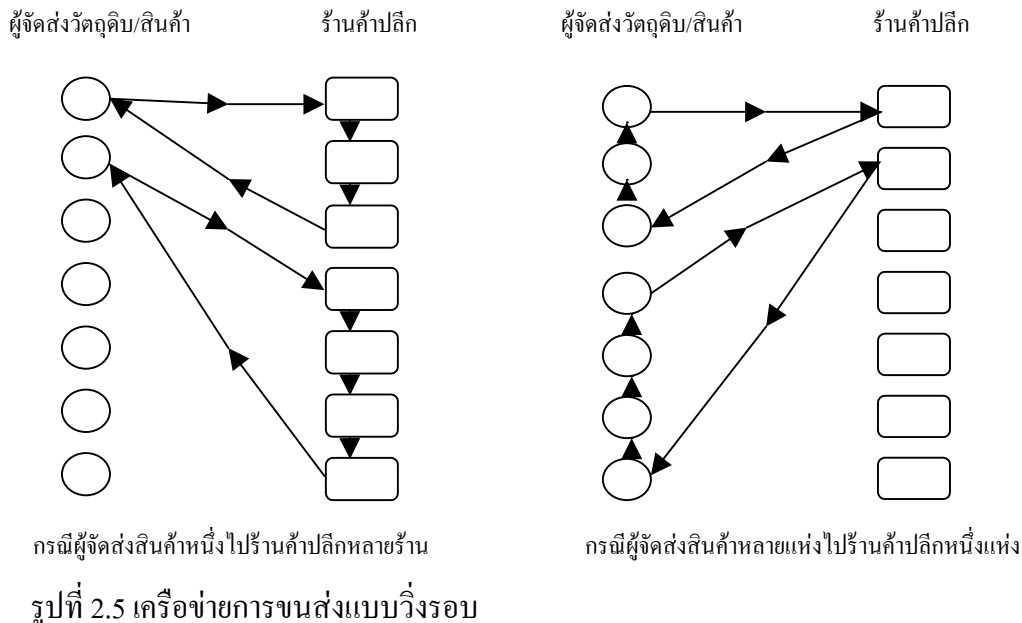 ผู้จัดส่งวัตถุดิบ/สินค้า ร้านค้าปลีก ผู้จัดส่งวัตถุดิบ/สินค้า ร้านค้าปลีก
กรณีผู้จัดส่งสินค้าหนึ่งไปร้านค้าปลีกหลายร้าน กรณีผู้จัดส่งสินค้าหลายแห่งไปร้านค้าปลีกหนึ่งแห่ง
รูปที่ 2.5 เครือข่ายการขนส่งแบบวิ่งรอบ